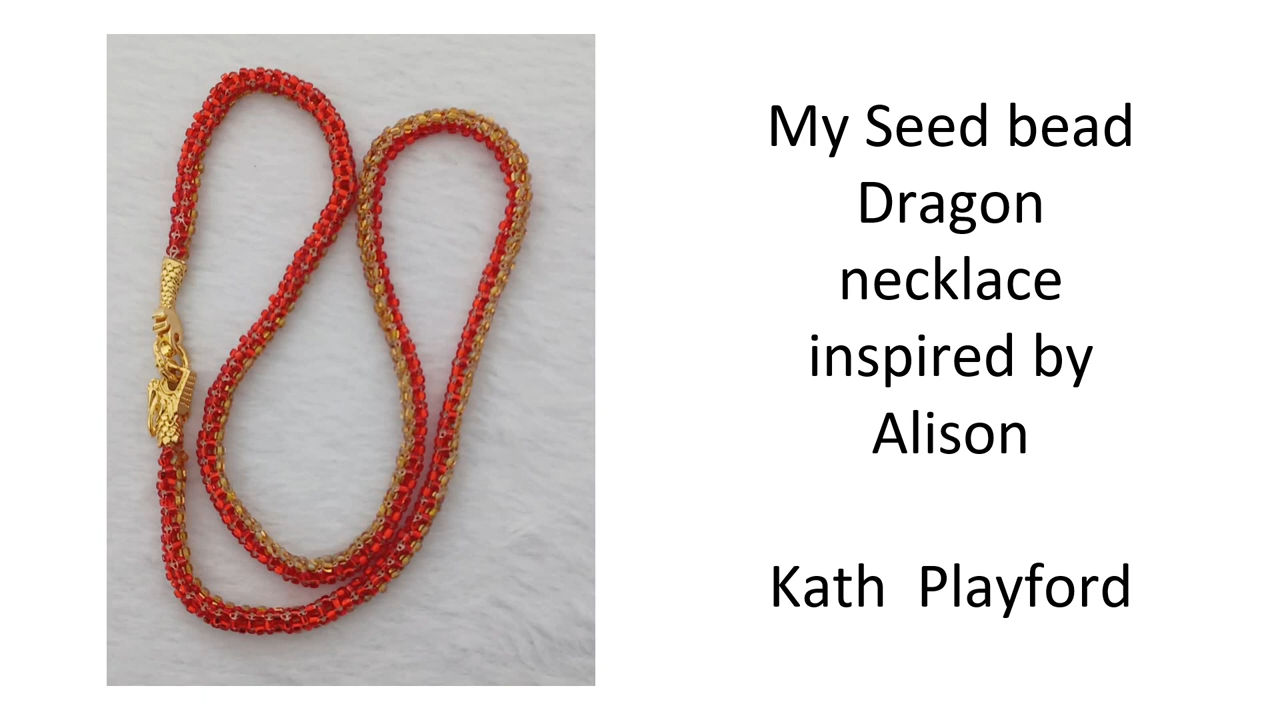 My Seed bead
Dragon
necklace
inspired by
Alison
Kath  Playford